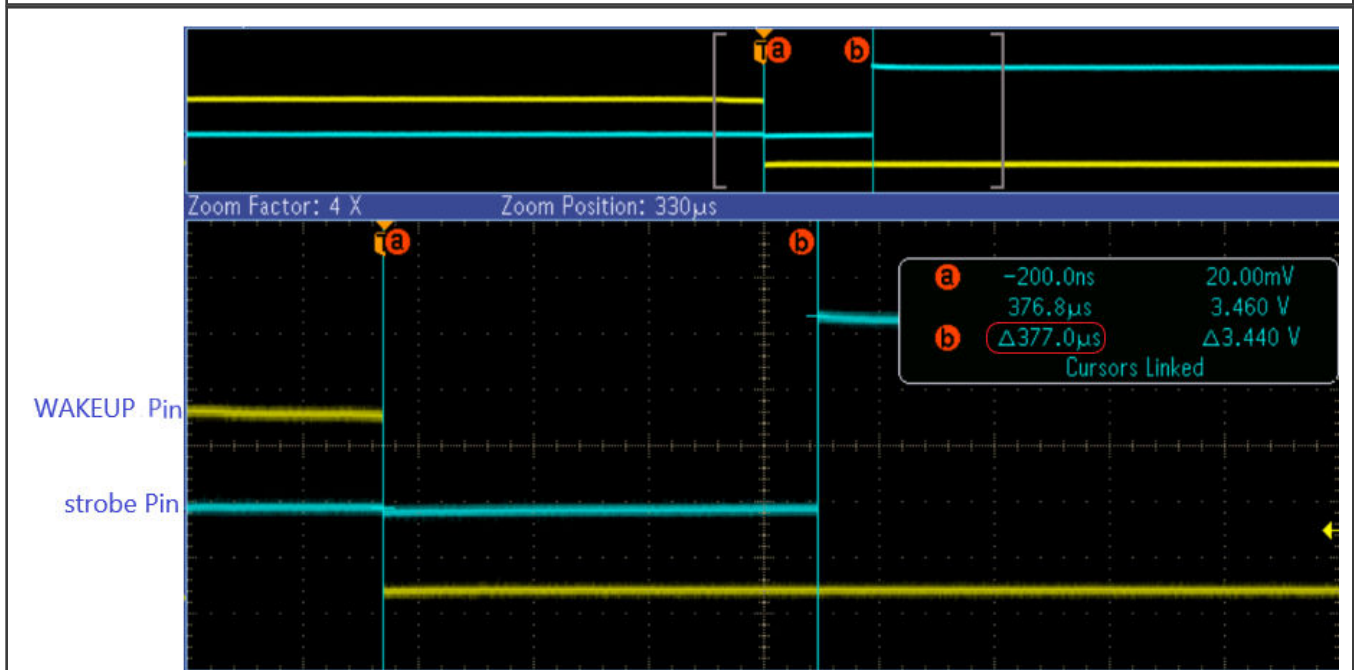 T a b
Zoom Factor: 4 X Zoom Position: 330µs
T a b
a -200.0ns 20.00mV
376.8µs 3.460 V
b Δ377.0µs Δ3.440 V
Cursors Linked
WAKEUP Pin
strobe Pin